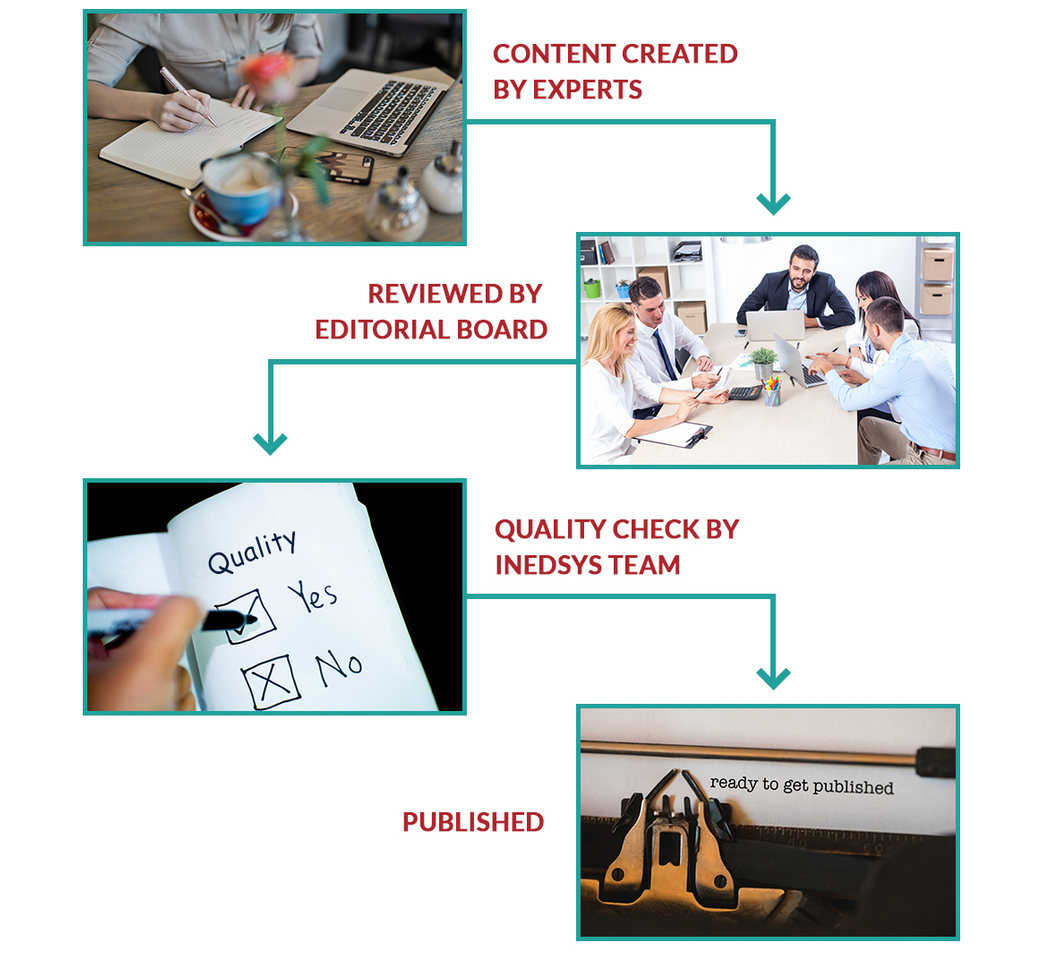 CONTENT CREATED
BY EXPERTS
REVIEWED BY
EDITORIAL BOARD
Quality
Yes
No
QUALITY CHECK BY
INEDSYS TEAM
ready to get published
PUBLISHED